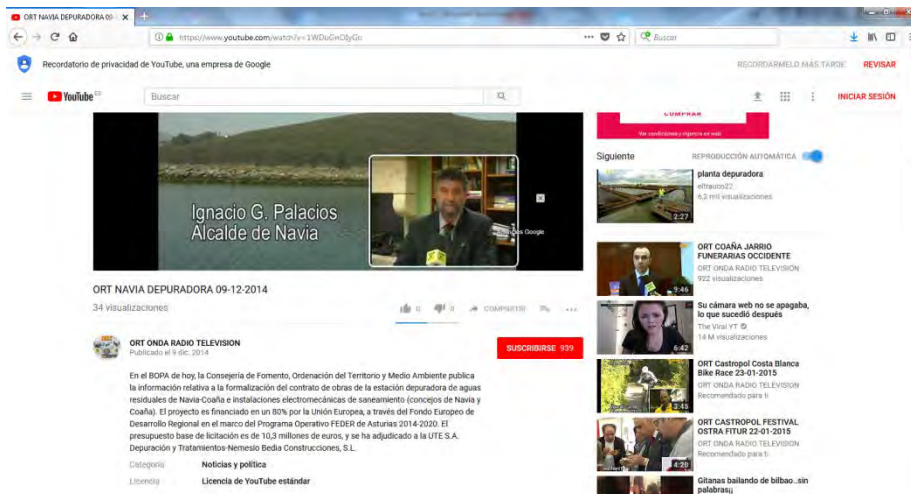 ORT NAVIA DEPURADORA 09-
https://www.youtube.com/watch?v=1WDuGnDIyGo
Buscar
Recordatorio de privacidad de YouTube, una empresa de Google
RECORDÁRMELO MÁS TARDE
REVISAR
YouTube ES
Buscar
INICIAR SESIÓN
Ignacio G. Palacios
Alcalde de Navia
Google
ORT NAVIA DEPURADORA 09-12-2014
34 visualizaciones
0
0
COMPARTIR
ORT ONDA RADIO TELEVISION
Publicado el 9 dic. 2014
SUSCRIBIRSE 939
En el BOPA de hoy, la Consejería de Fomento, Ordenación del Territorio y Medio Ambiente publica
la información relativa a la formalización del contrato de obras de la estación depuradora de aguas
residuales de Navia-Coaña e instalaciones electromecánicas de saneamiento (concejos de Navia y
Coaña). El proyecto es financiado en un 80% por la Unión Europea, a través del Fondo Europeo de
Desarrollo Regional en el marco del Programa Operativo FEDER de Asturias 2014-2020. El
presupuesto base de licitación es de 10,3 millones de euros, y se ha adjudicado a la UTE S.A.
Depuración y Tratamientos-Nemesio Bedia Construcciones, S.L.
Categoría
Noticias y política
Licencia
Licencia de YouTube estándar
COMPRAR
Ver condiciones y vigencia en web
Siguiente
REPRODUCCIÓN AUTOMÁTICA
planta depuradora
eltrauco22
6,2 mil visualizaciones
2:27
ORT COAÑA JARRIO
FUNERARIAS OCCIDENTE
ORT ONDA RADIO TELEVISION
922 visualizaciones
9:46
Su cámara web no se apagaba,
lo que sucedió después
The Viral YT
14 M visualizaciones
6:42
ORT Castropol Costa Blanca
Bike Race 23-01-2015
ORT ONDA RADIO TELEVISION
Recomendado para ti
3:45
ORT CASTROPOL FESTIVAL
OSTRA FITUR 22-01-2015
ORT ONDA RADIO TELEVISION
Recomendado para ti
4:20
Gitanas bailando de bilbao..sin
palabras¡¡